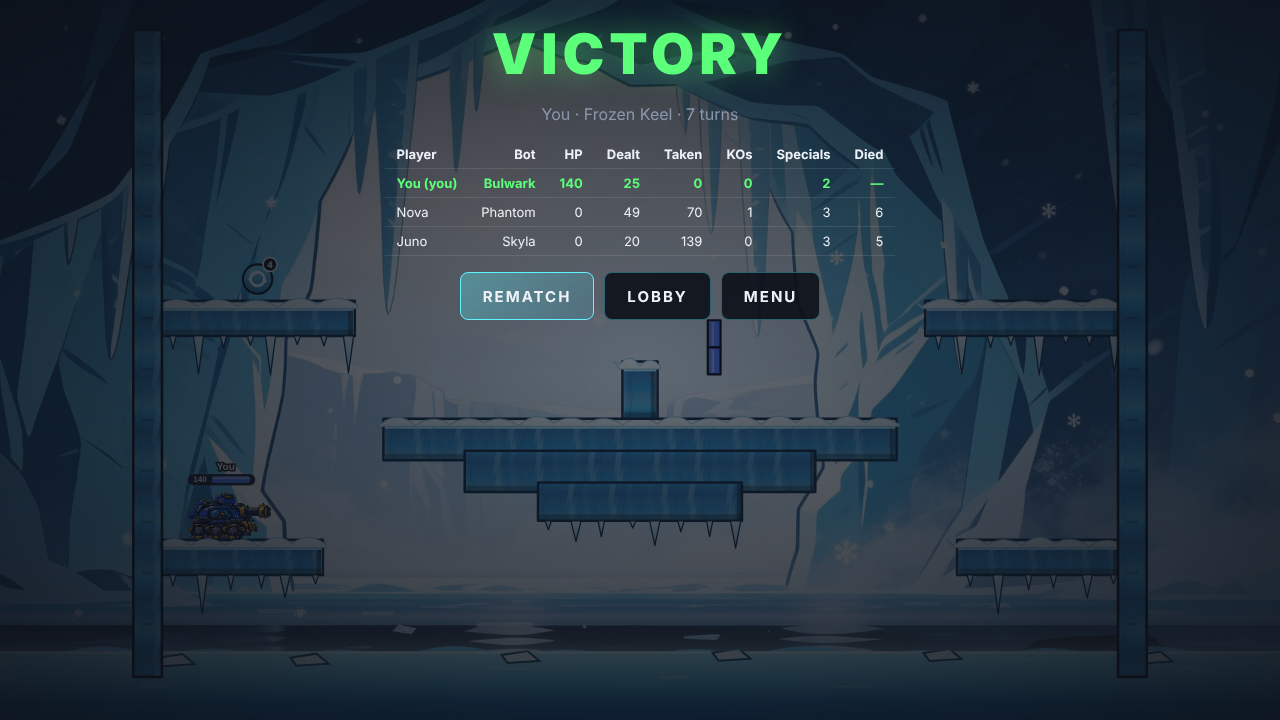 VICTORY
You · Frozen Keel · 7 turns
Player Bot HP Dealt Taken KOs Specials Died
You (you) Bulwark 140 25 0 0 2 —
Nova Phantom 0 49 70 1 3 6
Juno Skyla 0 20 139 0 3 5
REMATCH LOBBY MENU
4
You
140